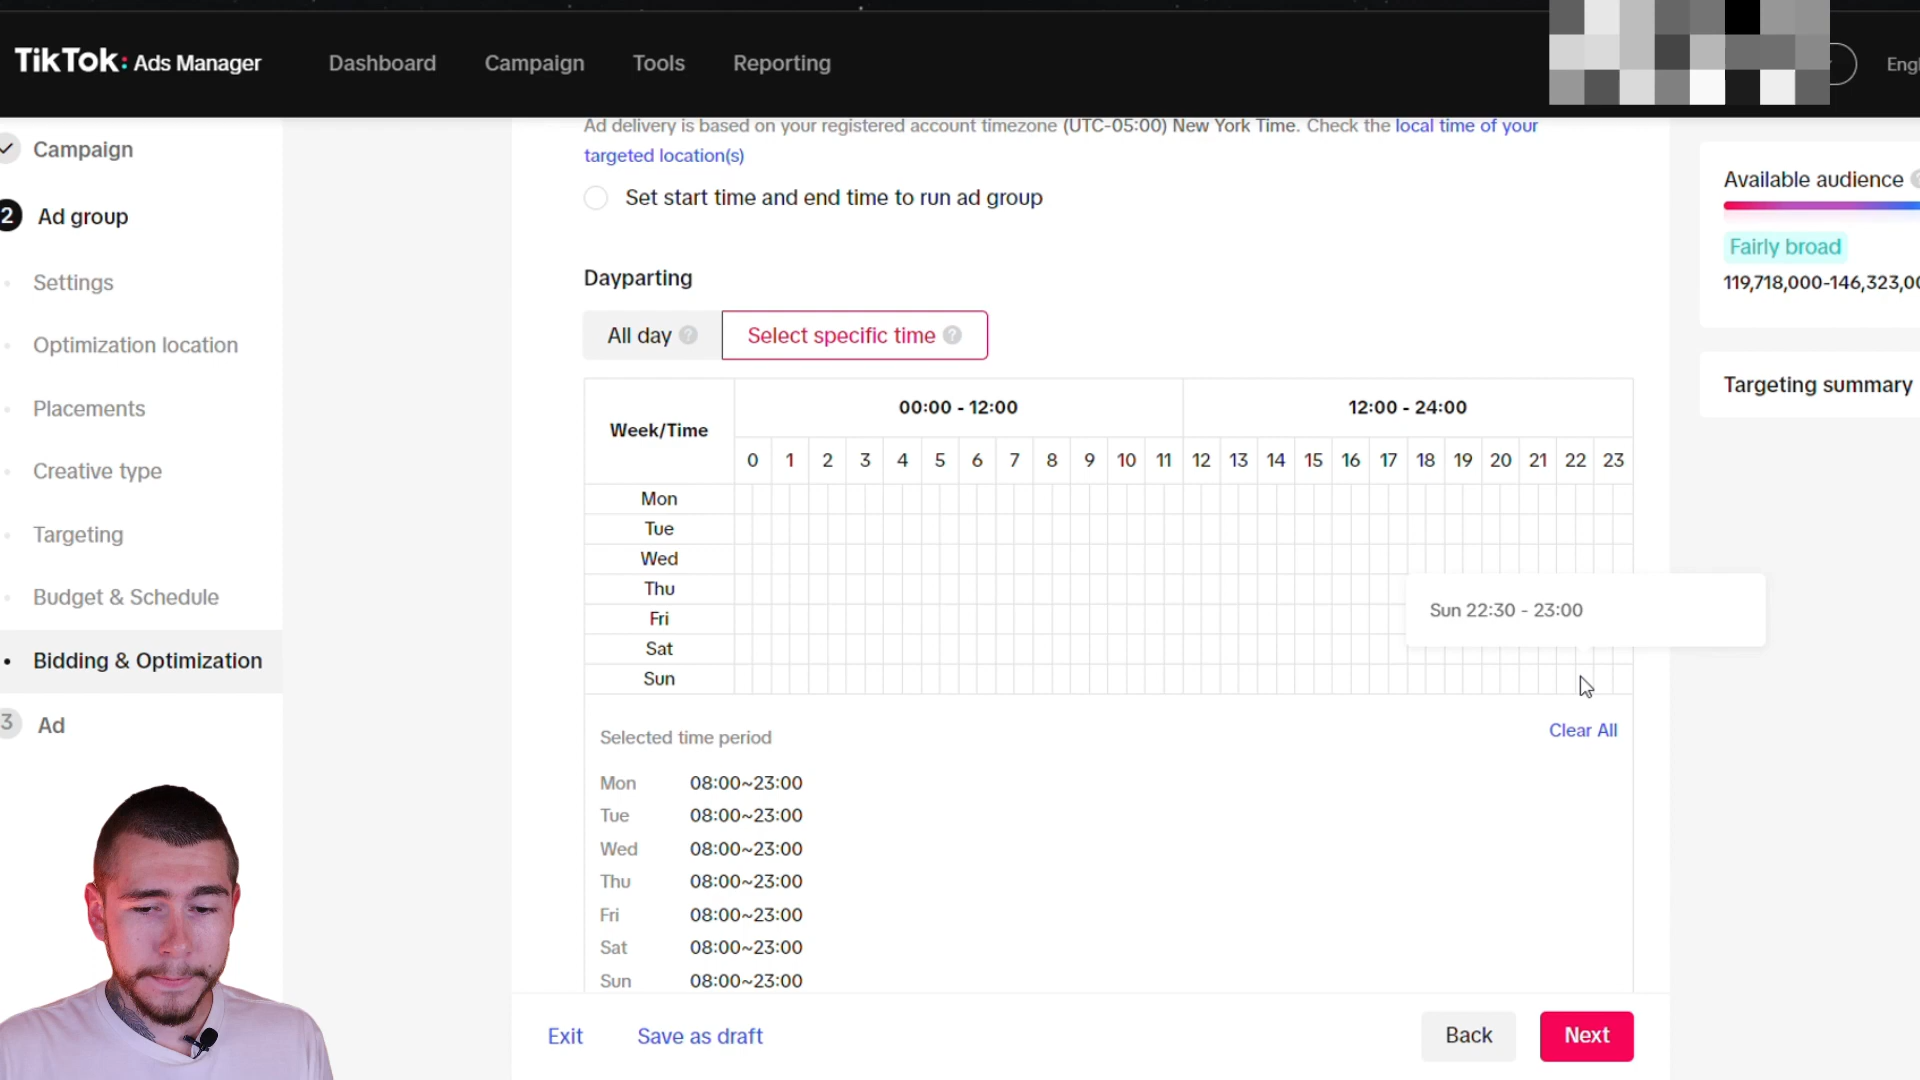 TikTok: Ads Manager
Dashboard
Campaign
Tools
Reporting
Engl
Campaign
2 Ad group
Settings
Optimization location
Placements
Creative type
Targeting
Budget & Schedule
Bidding & Optimization
3 Ad
Ad delivery is based on your registered account timezone (UTC-05:00) New York Time. Check the local time of your
targeted location(s)
Set start time and end time to run ad group
Dayparting
All day ?
Select specific time ?
Week/Time
00:00 - 12:00
12:00 - 24:00
0 1 2 3 4 5 6 7 8 9 10 11 12 13 14 15 16 17 18 19 20 21 22 23
Mon
Tue
Wed
Thu
Fri
Sat
Sun
Sun 22:30 - 23:00
Selected time period
Clear All
Mon 08:00~23:00
Tue 08:00~23:00
Wed 08:00~23:00
Thu 08:00~23:00
Fri 08:00~23:00
Sat 08:00~23:00
Sun 08:00~23:00
Exit
Save as draft
Back
Next
Available audience ?
Fairly broad
119,718,000-146,323,00
Targeting summary